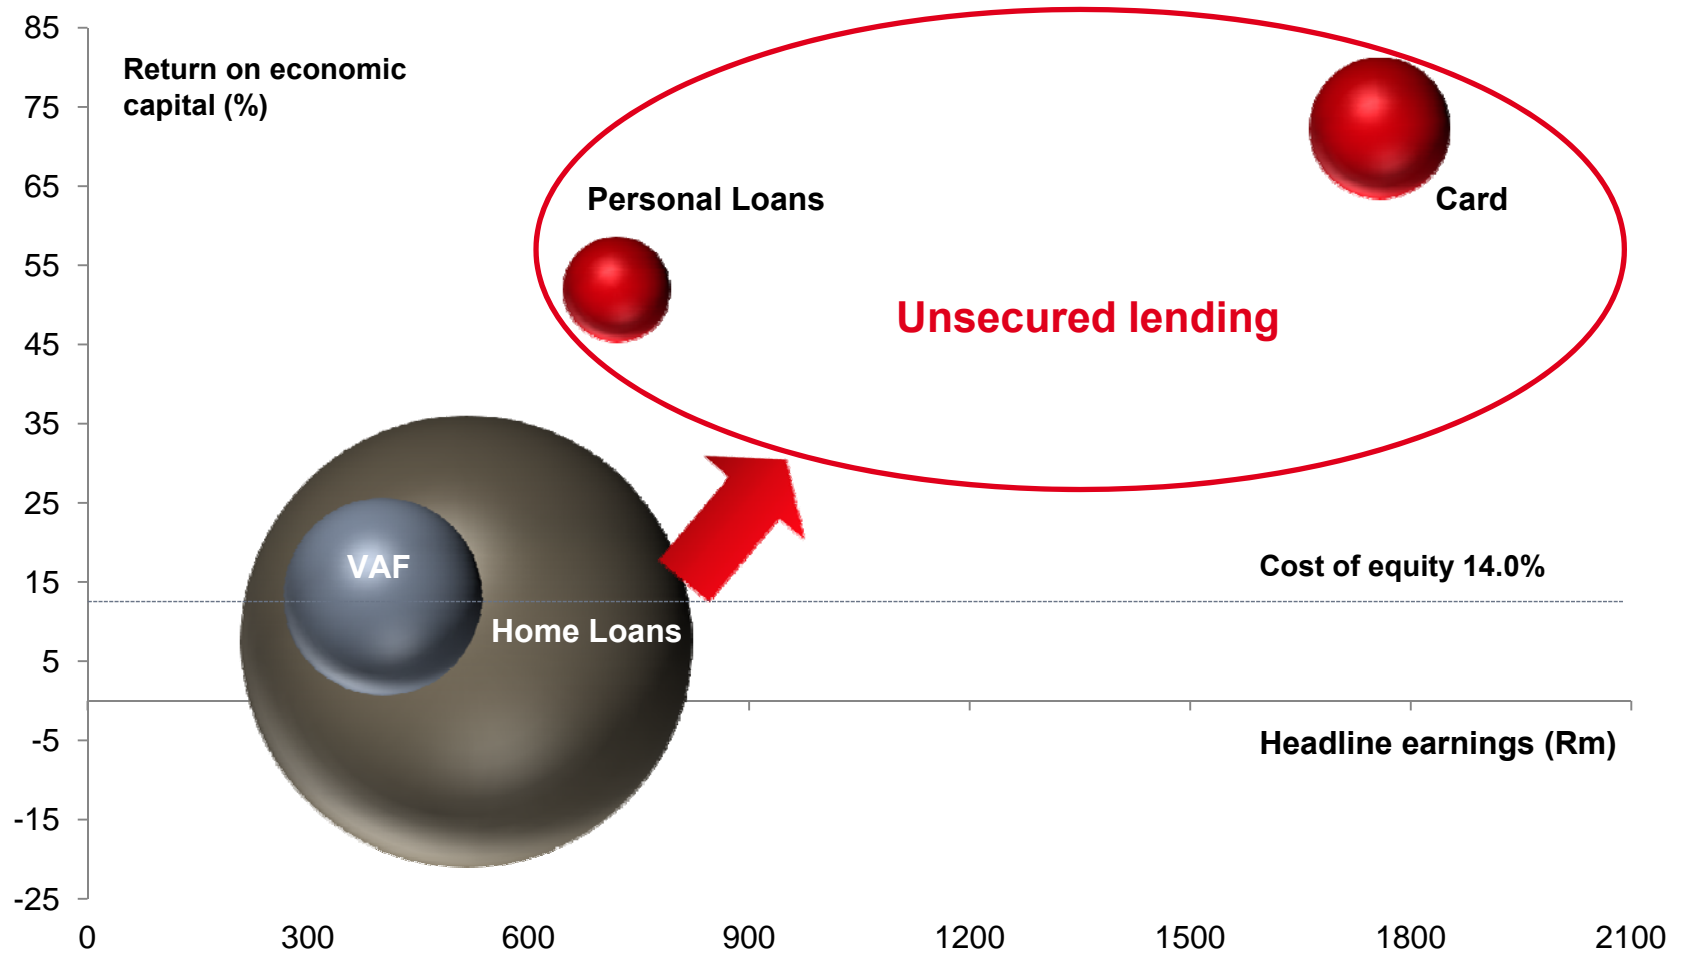 85
Return on economic
capital (%)
75
65
Personal Loans
Card
55
Unsecured lending
45
35
25
VAF
Cost of equity 14.0%
15
Home Loans
5
-5
Headline earnings (Rm)
-15
-25
0 300 600 900 1200 1500 1800 2100